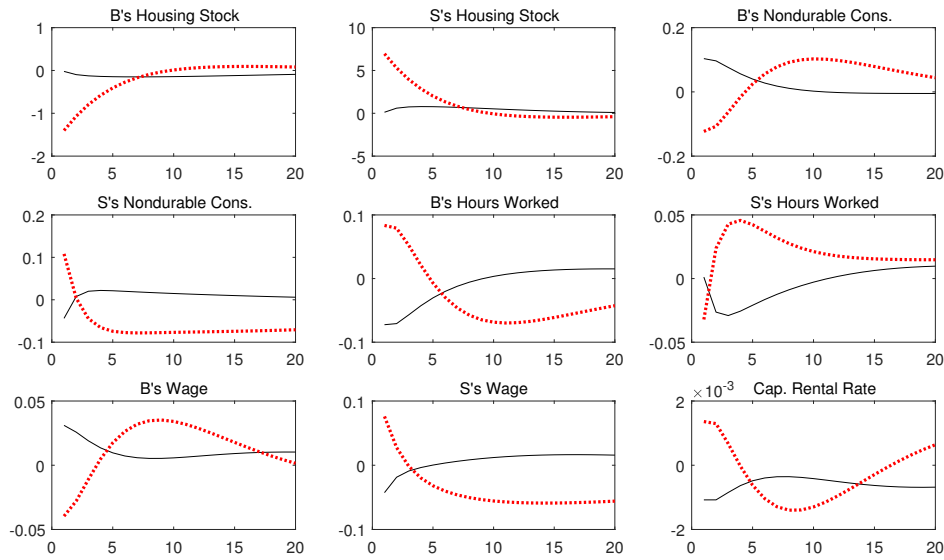 B's Housing Stock
1
0
-1
-2
0 5 10 15 20
S's Housing Stock
10
5
0
-5
0 5 10 15 20
B's Nondurable Cons.
0.2
0
-0.2
0 5 10 15 20
S's Nondurable Cons.
0.2
0.1
0
-0.1
0 5 10 15 20
B's Hours Worked
0.1
0
-0.1
0 5 10 15 20
S's Hours Worked
0.05
0
-0.05
0 5 10 15 20
B's Wage
0.05
0
-0.05
0 5 10 15 20
S's Wage
0.1
0
-0.1
0 5 10 15 20
Cap. Rental Rate
2 ×10-3
0
-2
0 5 10 15 20